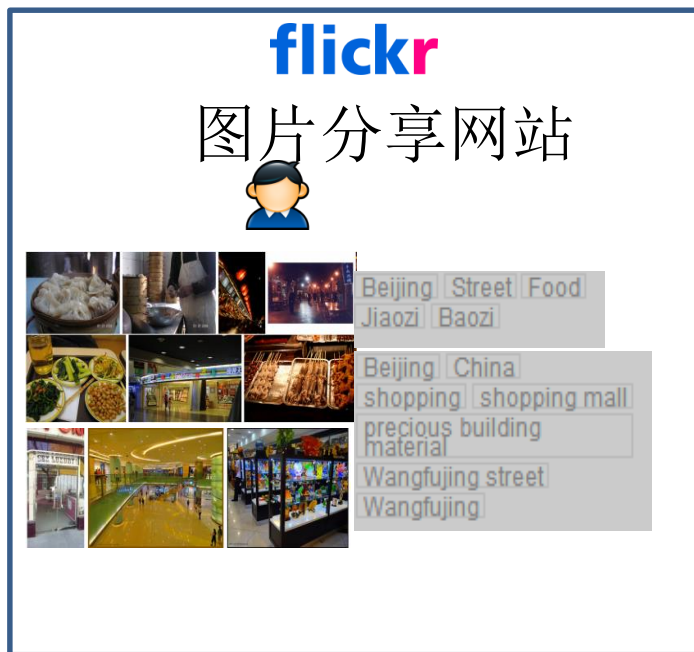 flickr
图片分享网站
Beijing Street Food
Jiaozi Baozi
Beijing China
shopping shopping mall
precious building
material
Wangfujing street
Wangfujing